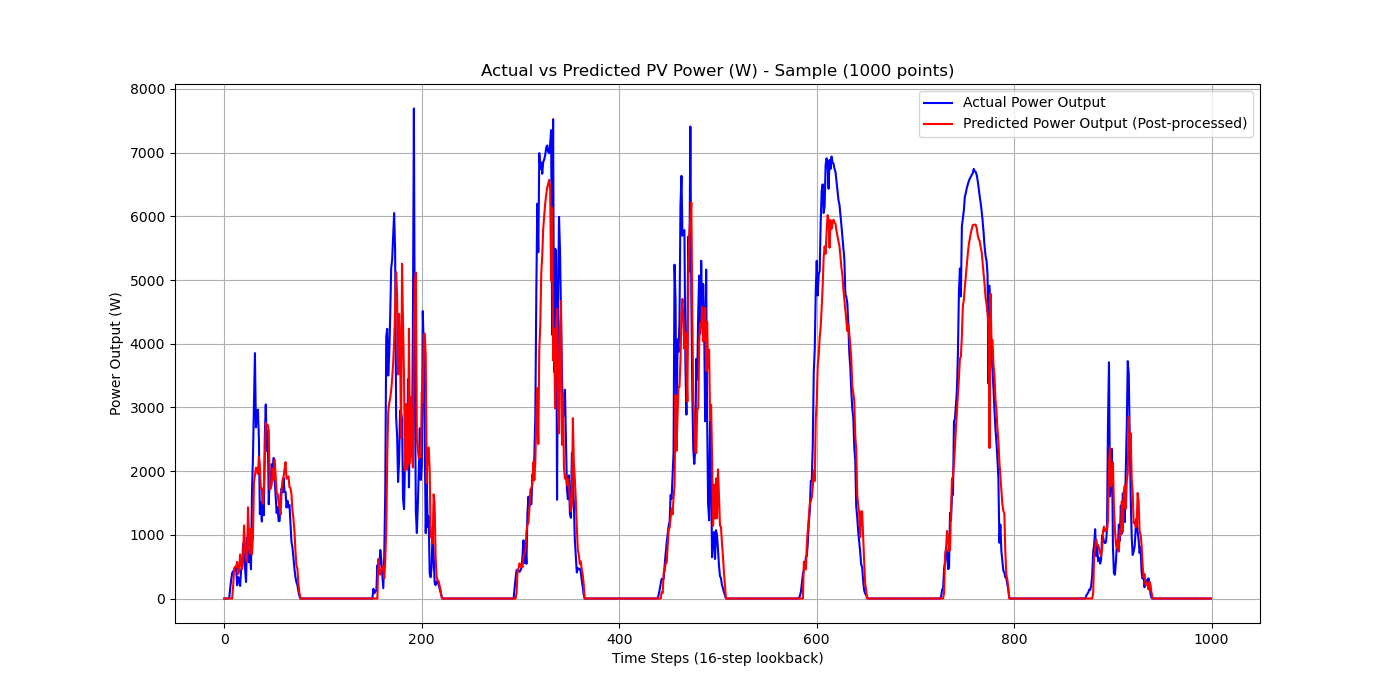 Actual vs Predicted PV Power (W) - Sample (1000 points)
Actual Power Output
Predicted Power Output (Post-processed)
8000
7000
6000
5000
4000
3000
2000
1000
0
Power Output (W)
0 200 400 600 800 1000
Time Steps (16-step lookback)